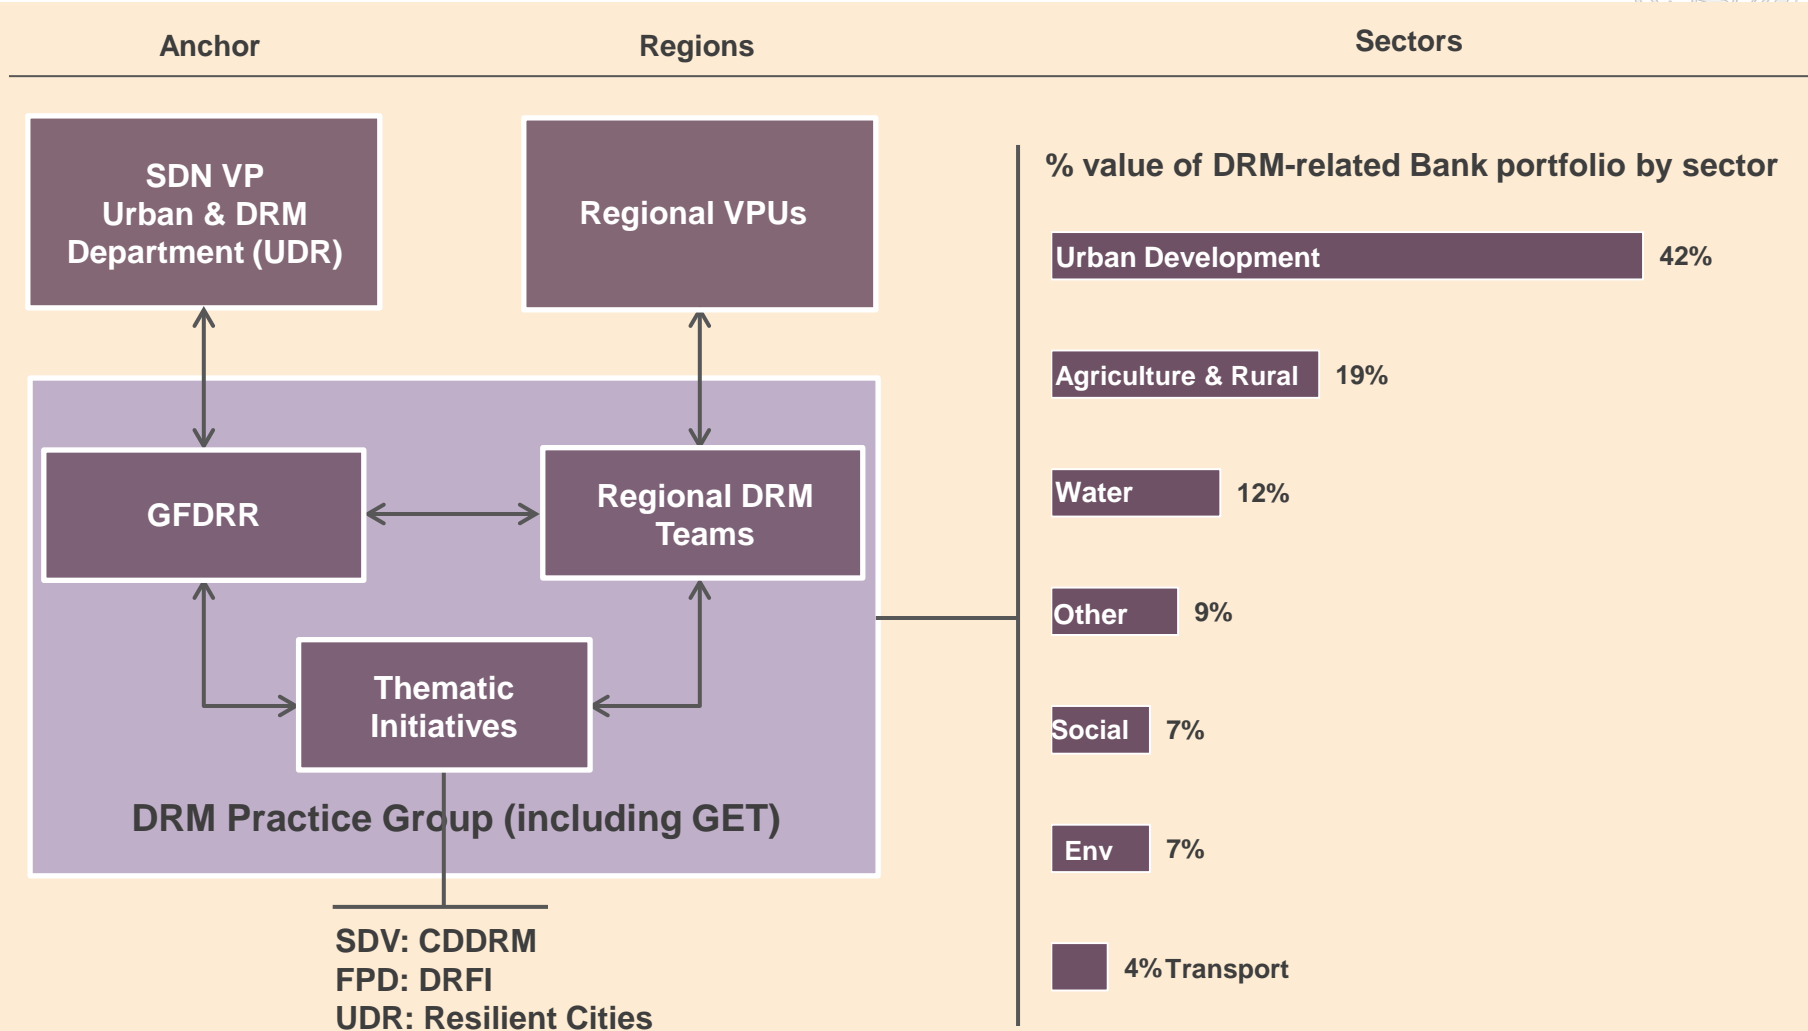 Anchor
Regions
Sectors
SDN VP
Urban & DRM
Department (UDR)
Regional VPUs
GFDRR
Regional DRM
Teams
Thematic
Initiatives
DRM Practice Group (including GET)
SDV: CDDRM
FPD: DRFI
UDR: Resilient Cities
% value of DRM-related Bank portfolio by sector
Urban Development 42%
Agriculture & Rural 19%
Water 12%
Other 9%
Social 7%
Env 7%
4% Transport